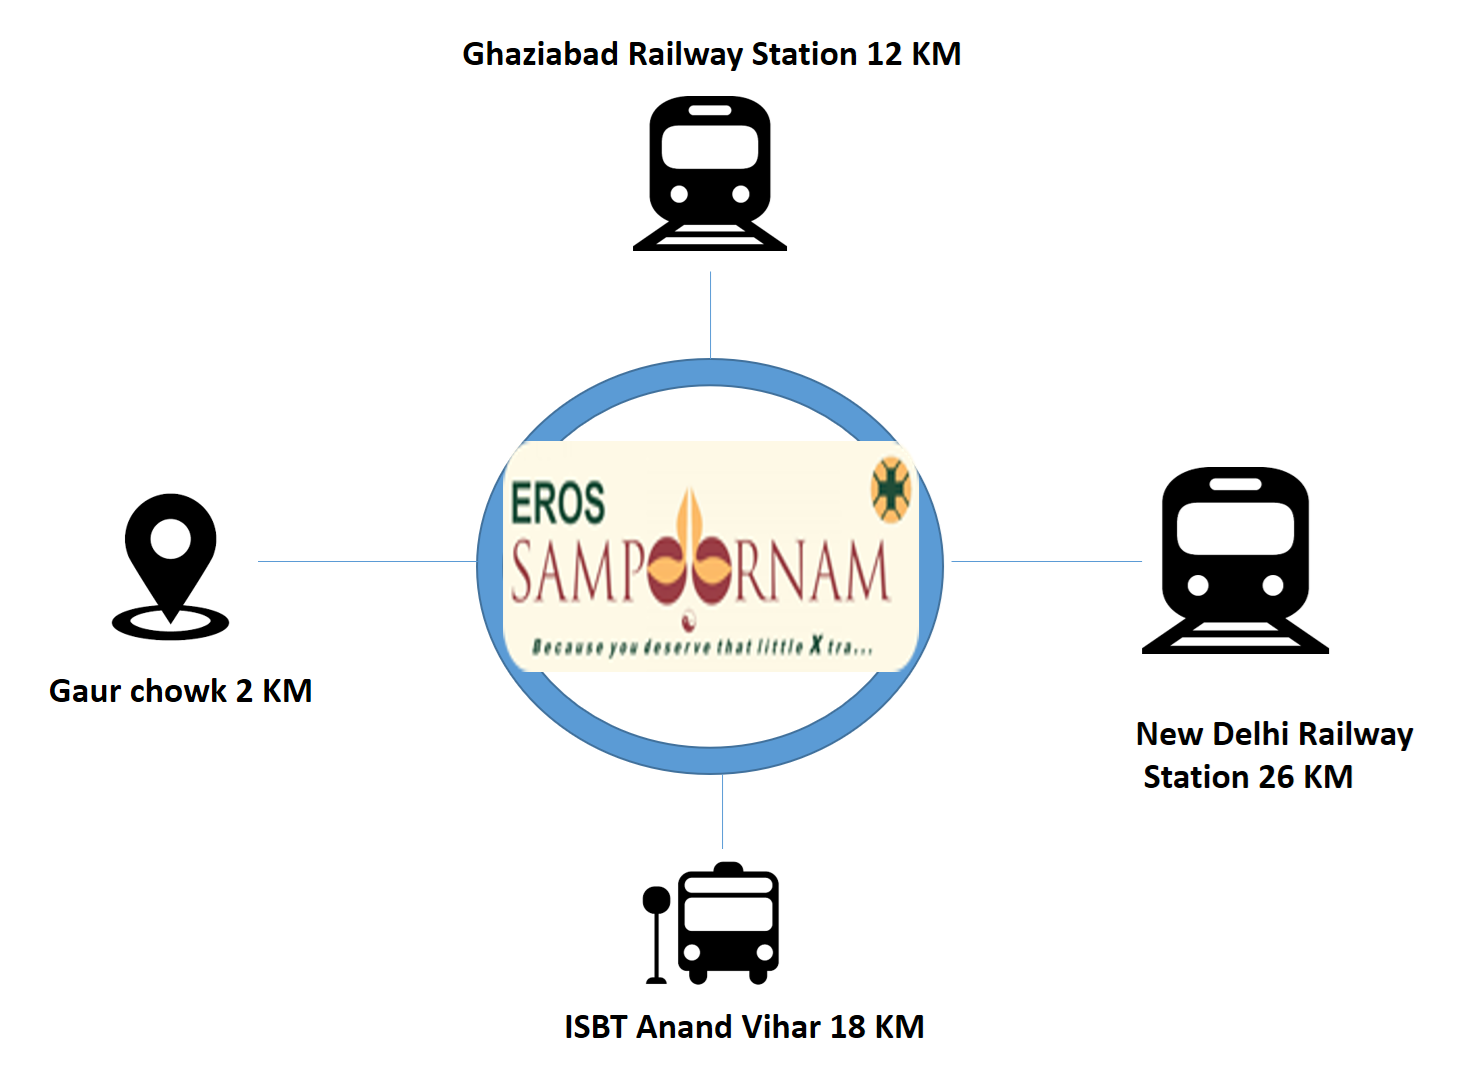 Ghaziabad Railway Station 12 KM
EROS
SAMPOORNAM
Because you deserve that little X tra...
Gaur chowk 2 KM
New Delhi Railway
Station 26 KM
ISBT Anand Vihar 18 KM